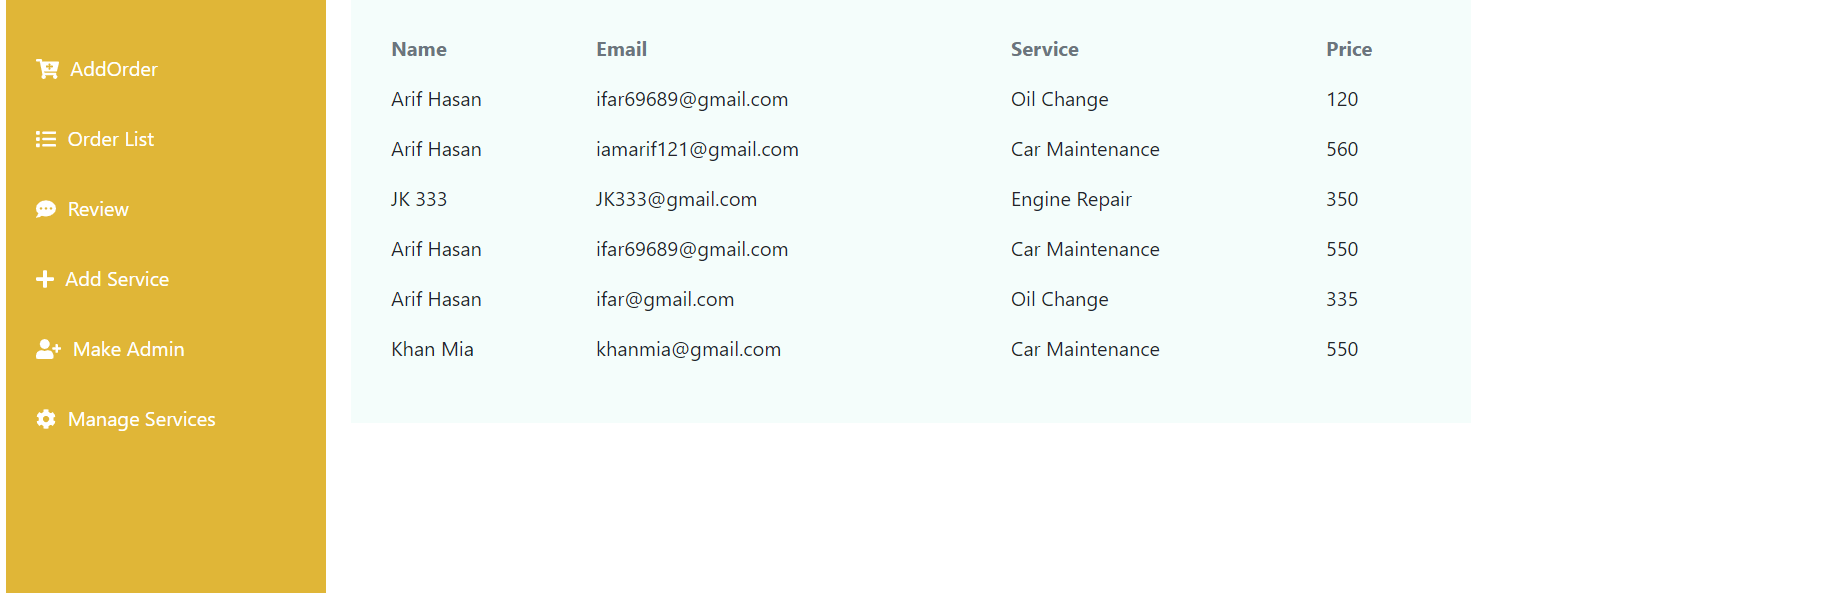 AddOrder
Order List
Review
Add Service
Make Admin
Manage Services
Name Email Service Price
Arif Hasan ifar69689@gmail.com Oil Change 120
Arif Hasan iamarif121@gmail.com Car Maintenance 560
JK 333 JK333@gmail.com Engine Repair 350
Arif Hasan ifar69689@gmail.com Car Maintenance 550
Arif Hasan ifar@gmail.com Oil Change 335
Khan Mia khanmia@gmail.com Car Maintenance 550